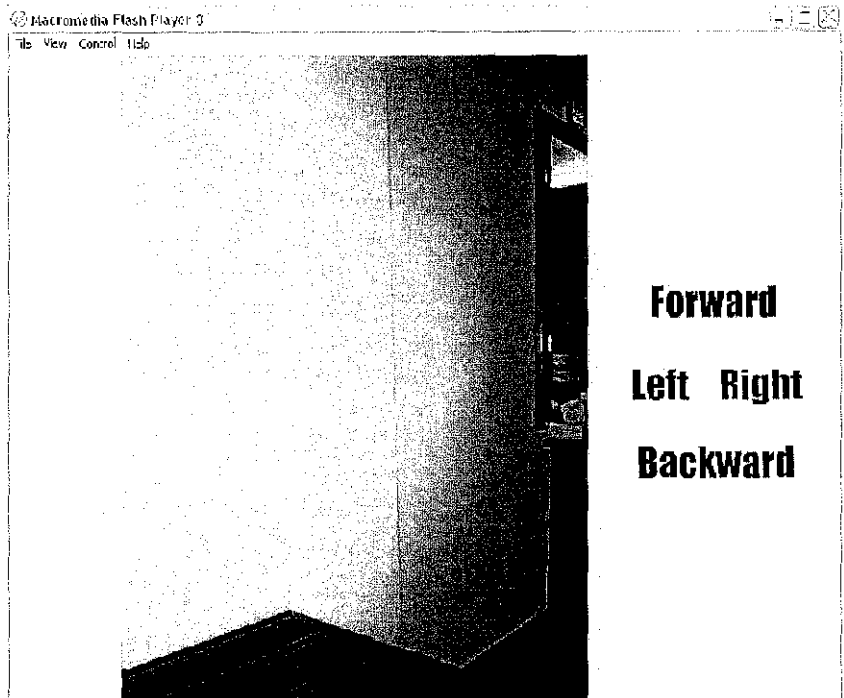 Macromedia Flash Player 8
File View Control Help
Forward
Left Right
Backward